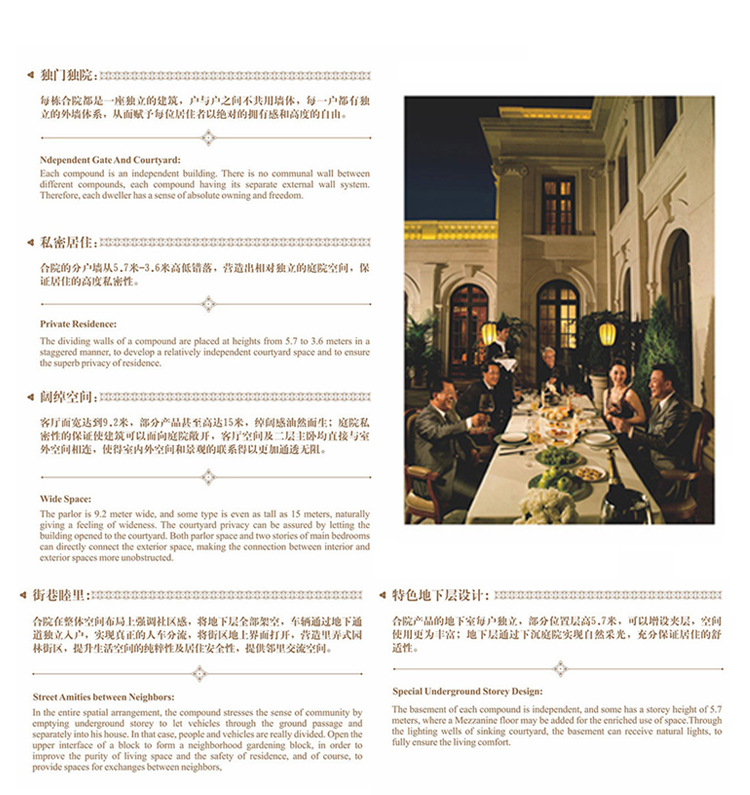 独门独院:
每栋合院都是一座独立的建筑，户与户之间不共用墙体，每一户都有独
立的外墙体系，从而赋予每位居住者以绝对的拥有感和高度的自由。
Ndependent Gate And Courtyard:
Each compound is an independent building. There is no communal wall between
different compounds, each compound having its separate external wall system.
Therefore, each dweller has a sense of absolute owning and freedom.
私密居住:
合院的分户墙从5.7米-3.6米高低错落，营造出相对独立的庭院空间，保
证居住的高度私密性。
Private Residence:
The dividing walls of a compound are placed at heights from 5.7 to 3.6 meters in a
staggered manner, to develop a relatively independent courtyard space and to ensure
the superb privacy of residence.
阔绰空间:
客厅面宽达到9.2米，部分产品甚至高达15米，绰阔感油然而生；庭院私
密性的保证使建筑可以面向庭院敞开，客厅空间及二层主卧均直接与室
外空间相连，使得室内外空间和景观的联系得以更加通透无阻。
Wide Space:
The parlor is 9.2 meter wide, and some type is even as tall as 15 meters, naturally
giving a feeling of wideness. The courtyard privacy can be assured by letting the
building opened to the courtyard. Both parlor space and two stories of main bedrooms
can directly connect the exterior space, making the connection between interior and
exterior spaces more unobstructed.
街巷睦里:
合院在整体空间布局上强调社区感，将地下层全部架空，车辆通过地下通
道独立入户，实现真正的人车分流，将街区地上界面打开，营造里弄式园
林街区，提升生活空间的纯粹性及居住安全性，提供邻里交流空间。
Street Amities between Neighbors:
In the entire spatial arrangement, the compound stresses the sense of community by
emptying underground storey to let vehicles through the ground passage and
separately into his house. In that case, people and vehicles are really divided. Open the
upper interface of a block to form a neighborhood gardening block, in order to
improve the purity of living space and the safety of residence, and of course, to
provide spaces for exchanges between neighbors,
特色地下层设计:
合院产品的地下室每户独立，部分位置层高5.7米，可以增设夹层，空间
使用更为丰富；地下层通过下沉庭院实现自然采光，充分保证居住的舒
适性。
Special Underground Storey Design:
The basement of each compound is independent, and some has a storey height of 5.7
meters, where a Mezzanine floor may be added for the enriched use of space.Through
the lighting wells of sinking courtyard, the basement can receive natural lights, to
fully ensure the living comfort.